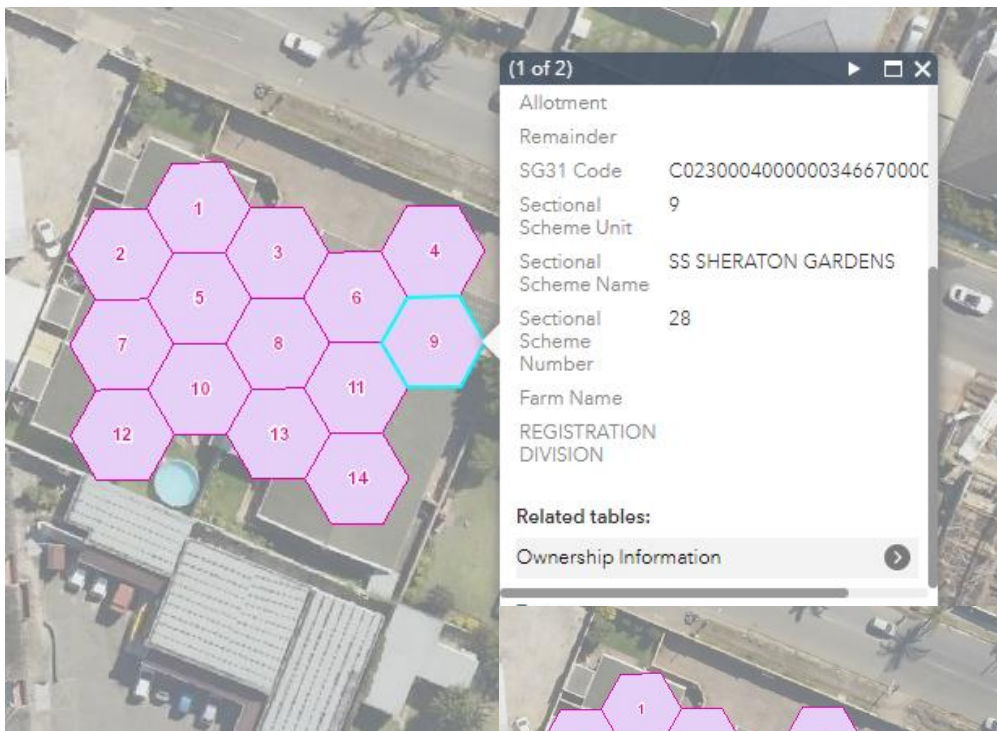 (1 of 2)
Allotment
Remainder
SG31 Code C0230004000000346670000
Sectional Scheme Unit 9
Sectional Scheme Name SS SHERATON GARDENS
Sectional Scheme Number 28
Farm Name
REGISTRATION DIVISION
Related tables:
Ownership Information
1
2
3
4
5
6
7
8
9
10
11
12
13
14
1